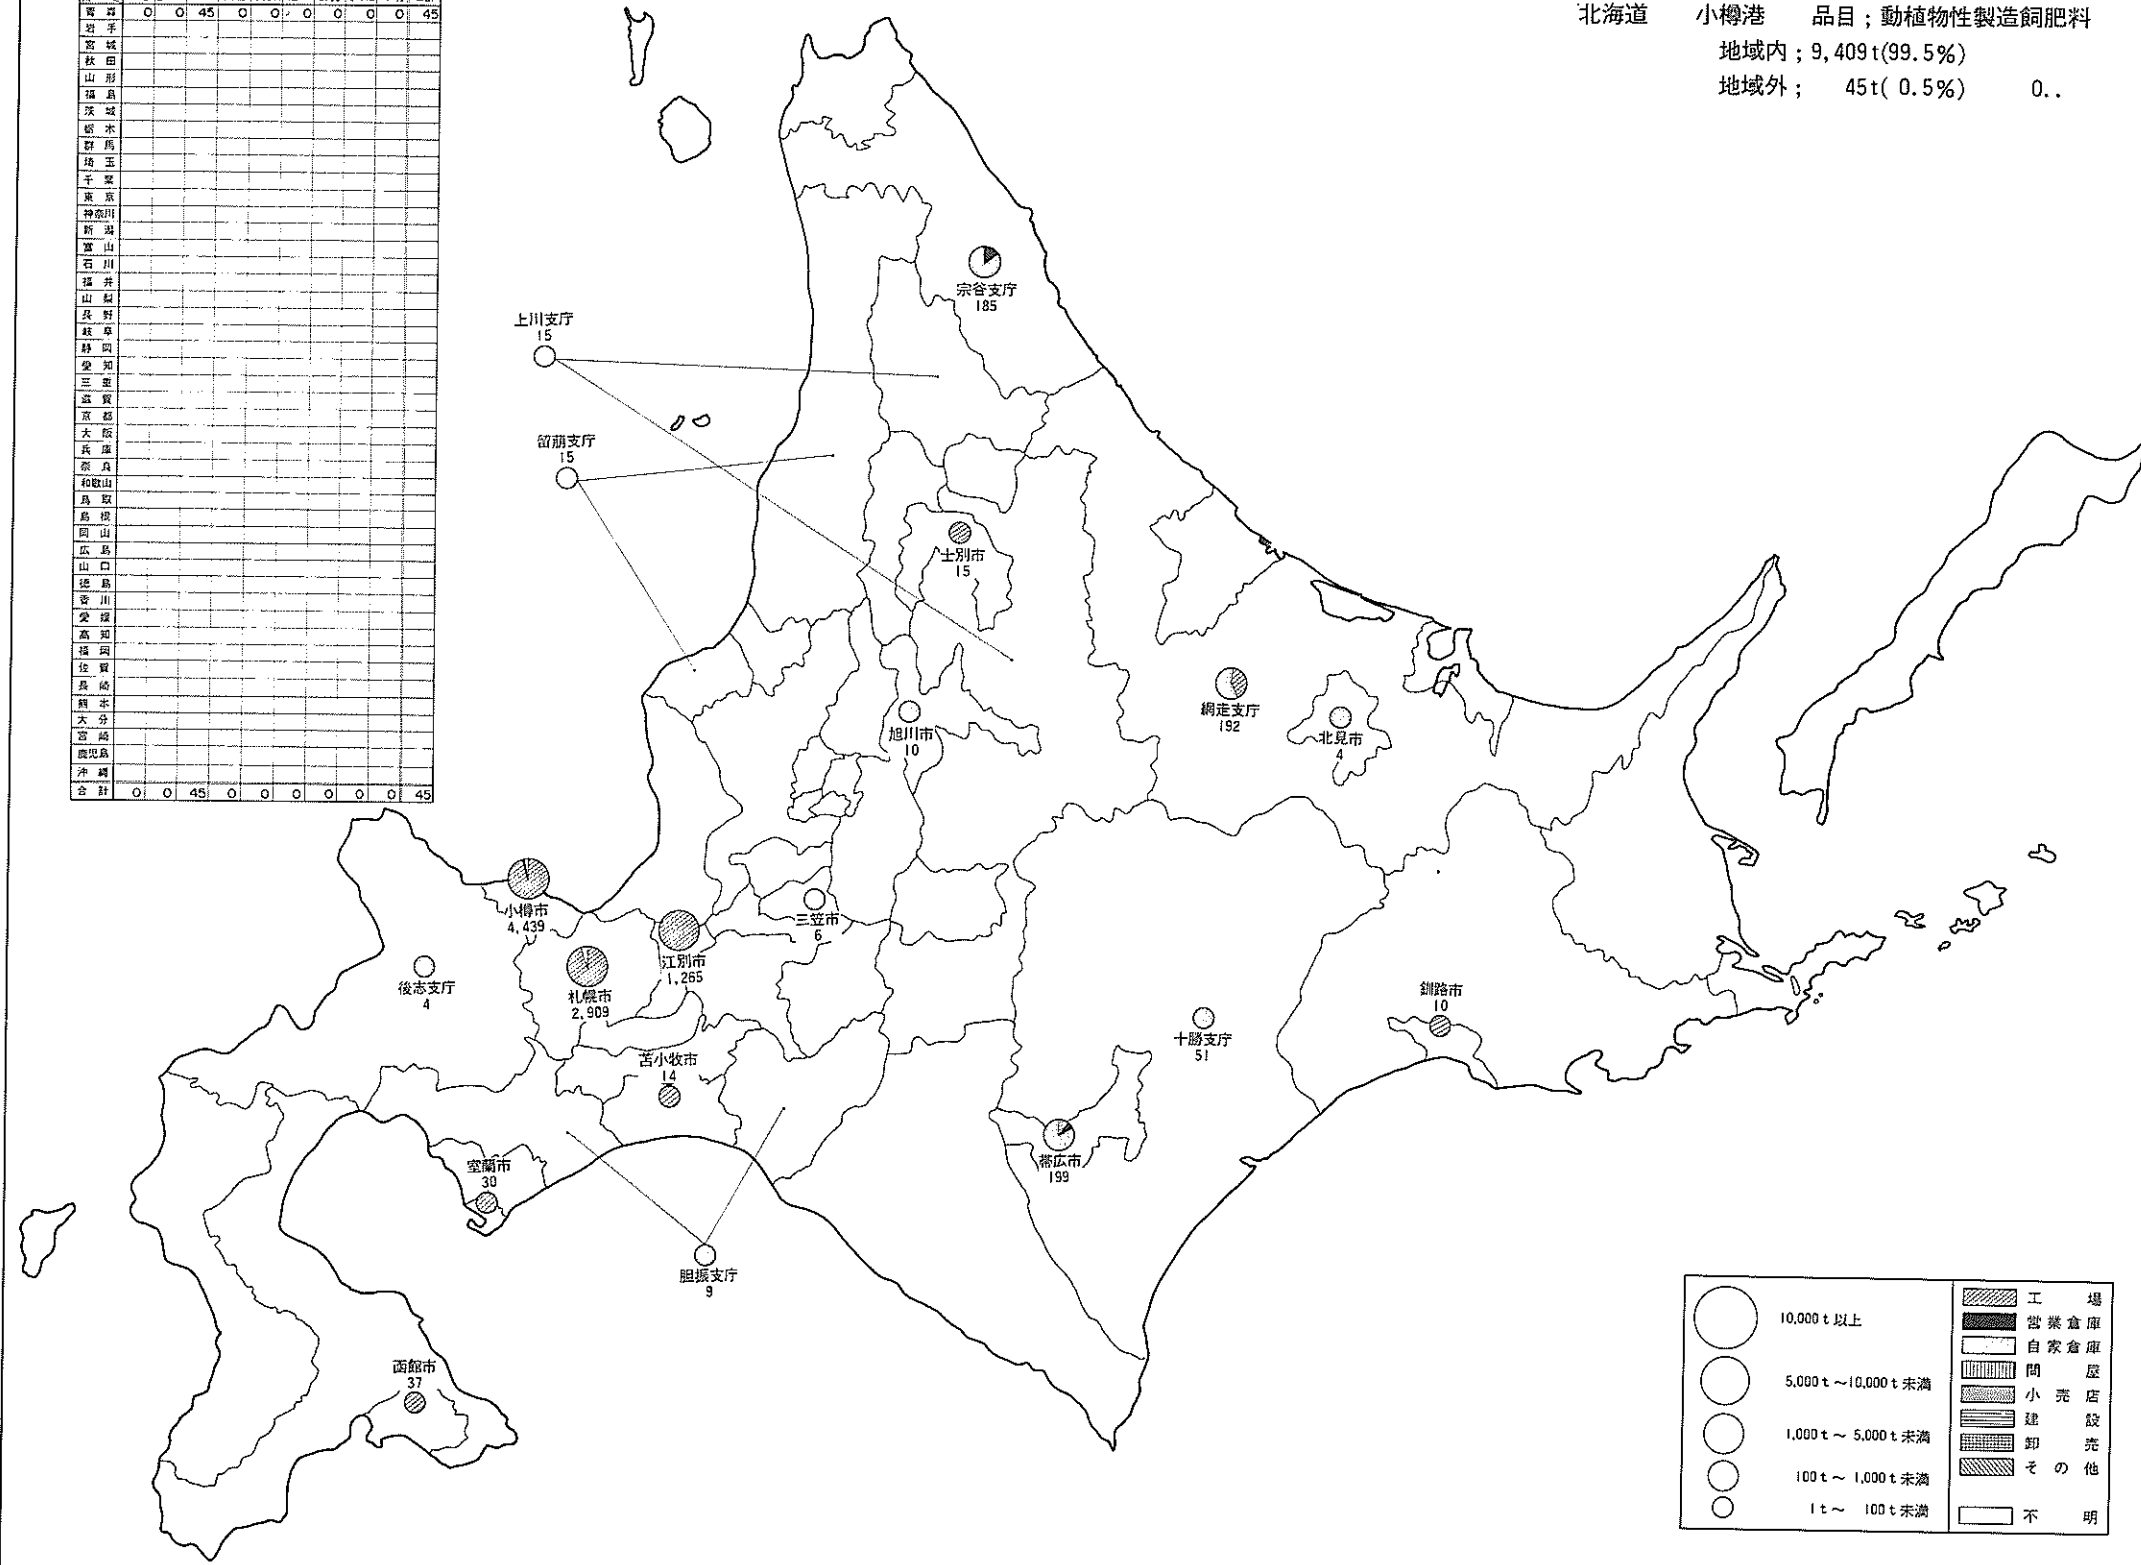 北海道 小樽港 品目；動植物性製造飼肥料
地域内；9,409t(99.5%)
地域外； 45t( 0.5%) 0..
青森 0 0 45 0 0 0 0 0 0 45
岩手
宮城
秋田
山形
福島
茨城
栃木
群馬
埼玉
千葉
東京
神奈川
新潟
富山
石川
福井
山梨
長野
岐阜
静岡
愛知
三重
滋賀
京都
大阪
兵庫
奈良
和歌山
鳥取
島根
岡山
広島
山口
徳島
香川
愛媛
高知
福岡
佐賀
長崎
熊本
大分
宮崎
鹿児島
沖縄
合計 0 0 45 0 0 0 0 0 0 45
宗谷支庁
185
上川支庁
15
留萌支庁
15
士別市
15
旭川市
10
網走支庁
192
北見市
4
小樽市
4,439
三笠市
6
江別市
1,265
後志支庁
4
札幌市
2,909
釧路市
10
十勝支庁
51
苫小牧市
14
帯広市
199
室蘭市
30
胆振支庁
9
函館市
37
10,000t以上
5,000t～10,000t未満
1,000t～5,000t未満
100t～1,000t未満
1t～100t未満
工場
営業倉庫
自家倉庫
問屋
小売店
建設
卸売
その他
不明